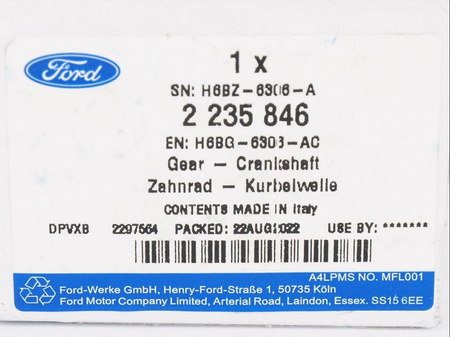 Ford
1 x
SN: H6BZ-6306-A
2 235 846
EN: H6BG-6306-AC
Gear - Crankshaft
Zahnrad - Kurbelwelle
CONTENTS MADE IN Italy
DPVXB 2297564 PACKED: 22AUG2022 USE BY: *******
A4LPMS NO. MFL001
Ford-Werke GmbH, Henry-Ford-Straße 1, 50735 Köln
Ford Motor Company Limited, Arterial Road, Laindon, Essex. SS15 6EE